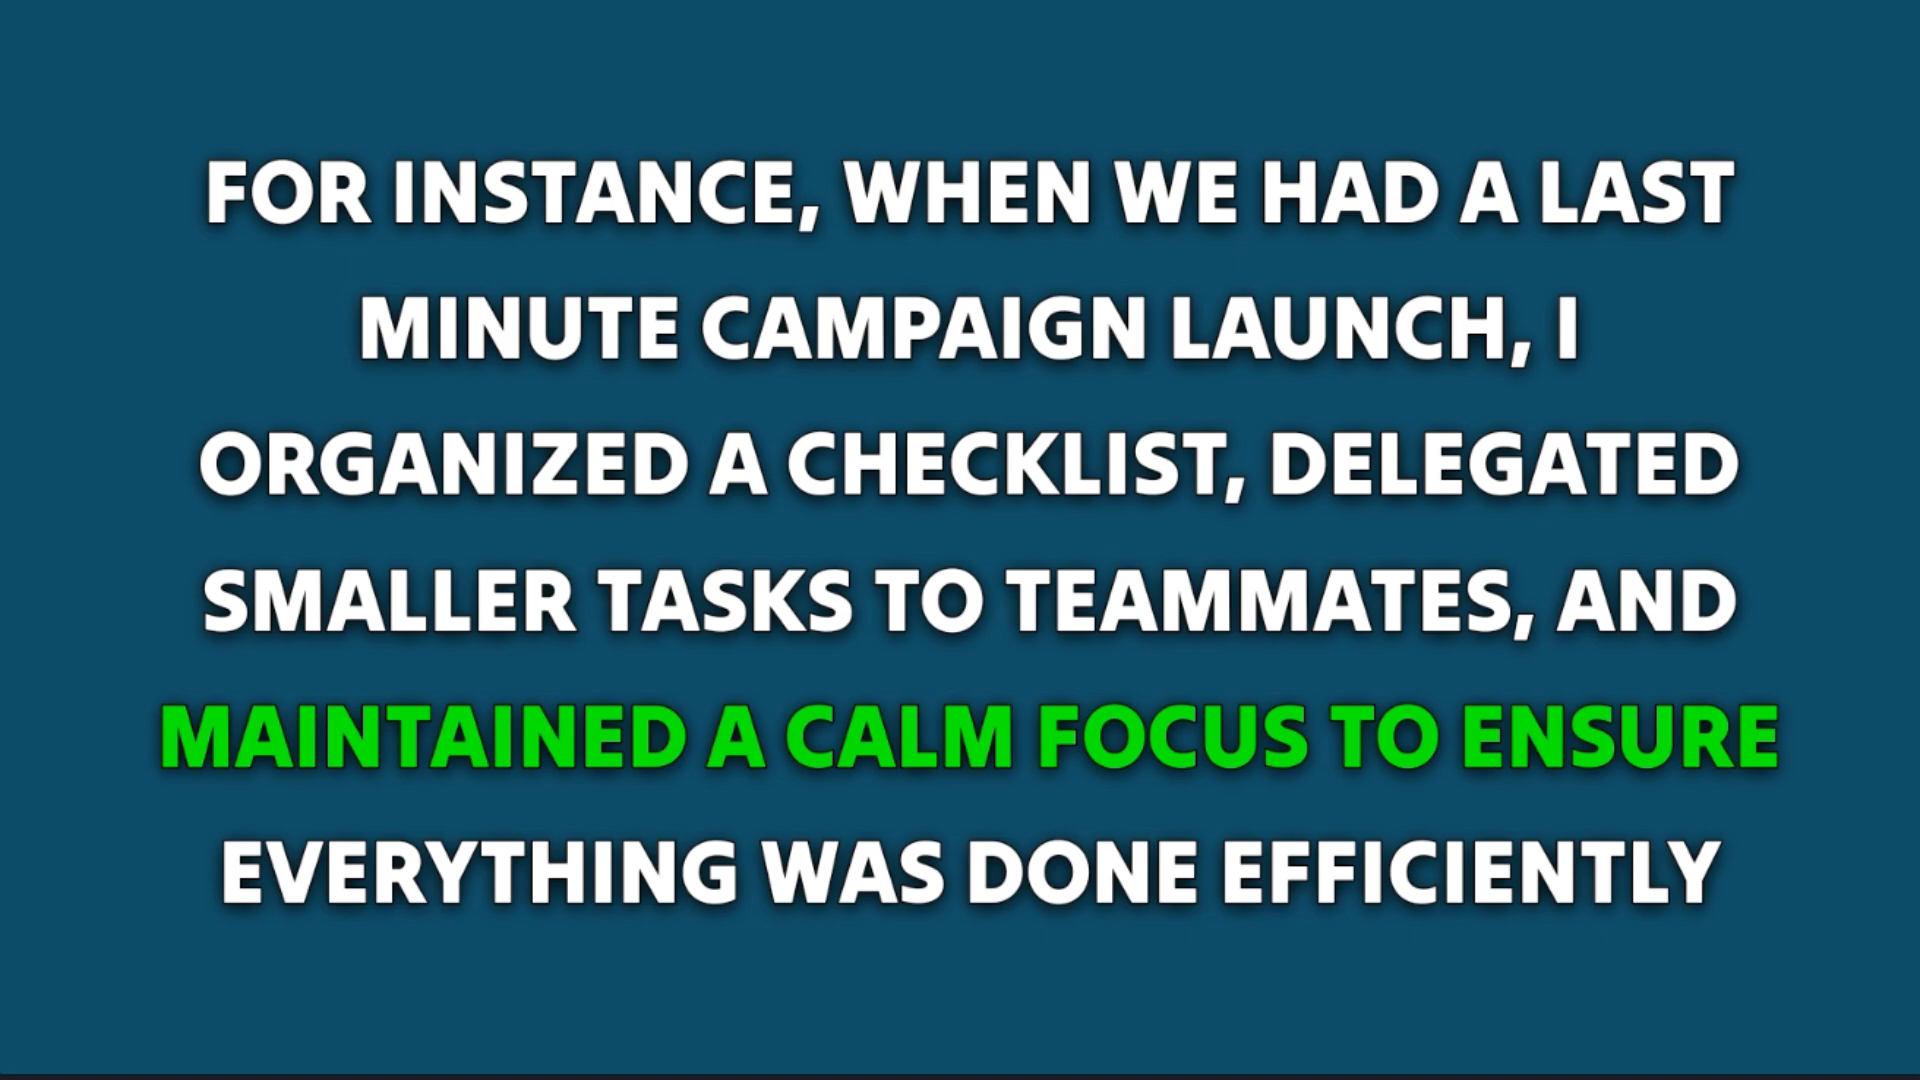 FOR INSTANCE, WHEN WE HAD A LAST
MINUTE CAMPAIGN LAUNCH, I
ORGANIZED A CHECKLIST, DELEGATED
SMALLER TASKS TO TEAMMATES, AND
MAINTAINED A CALM FOCUS TO ENSURE
EVERYTHING WAS DONE EFFICIENTLY